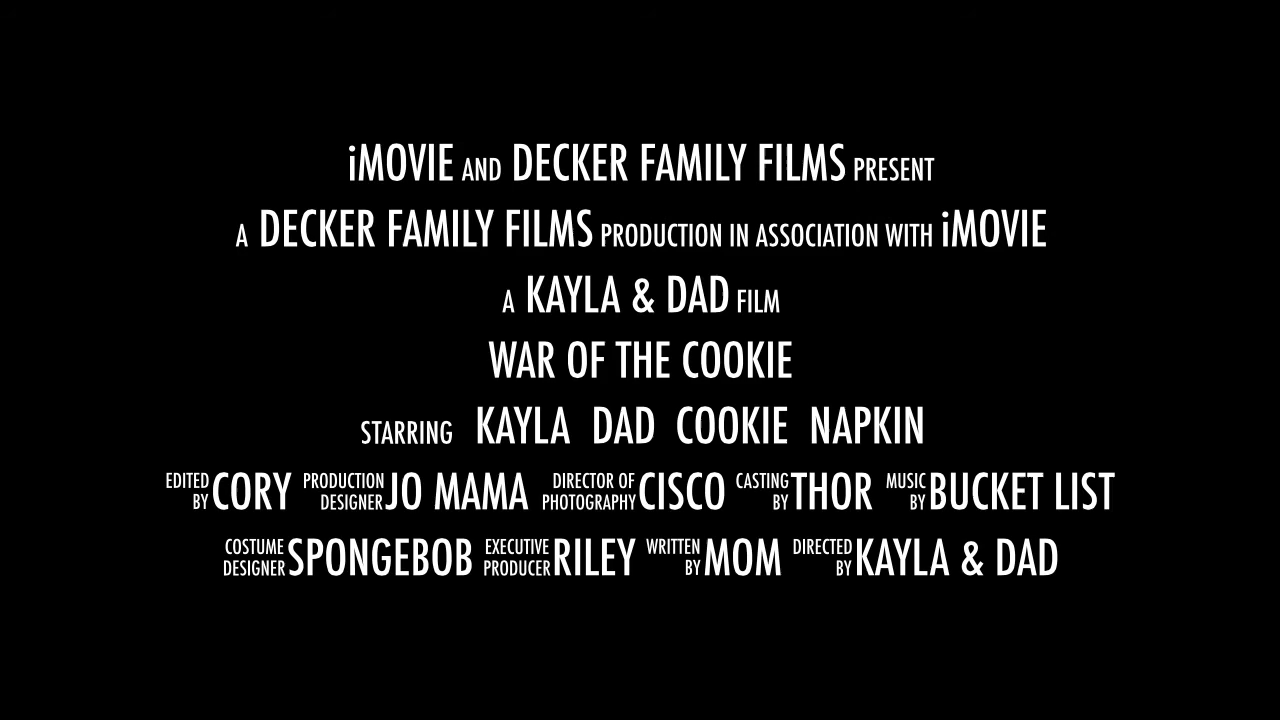 iMOVIE AND DECKER FAMILY FILMS PRESENT
A DECKER FAMILY FILMS PRODUCTION IN ASSOCIATION WITH iMOVIE
A KAYLA & DAD FILM
WAR OF THE COOKIE
STARRING KAYLA DAD COOKIE NAPKIN
EDITED BY CORY PRODUCTION DESIGNER JO MAMA DIRECTOR OF PHOTOGRAPHY CISCO CASTING BY THOR MUSIC BY BUCKET LIST
COSTUME DESIGNER SPONGEBOB EXECUTIVE PRODUCER RILEY WRITTEN BY MOM DIRECTED BY KAYLA & DAD